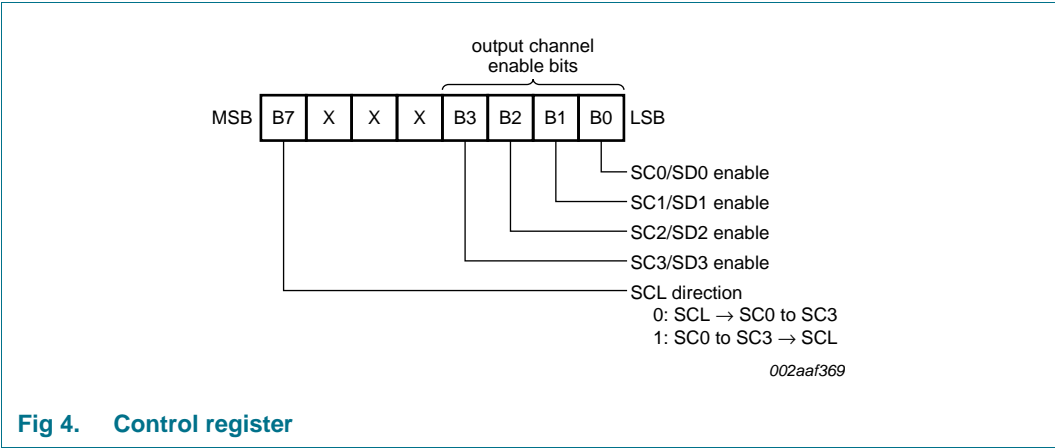 output channel
enable bits
MSB B7 X X X B3 B2 B1 B0 LSB
SC0/SD0 enable
SC1/SD1 enable
SC2/SD2 enable
SC3/SD3 enable
SCL direction
0: SCL → SC0 to SC3
1: SC0 to SC3 → SCL
002aaf369
Fig 4. Control register